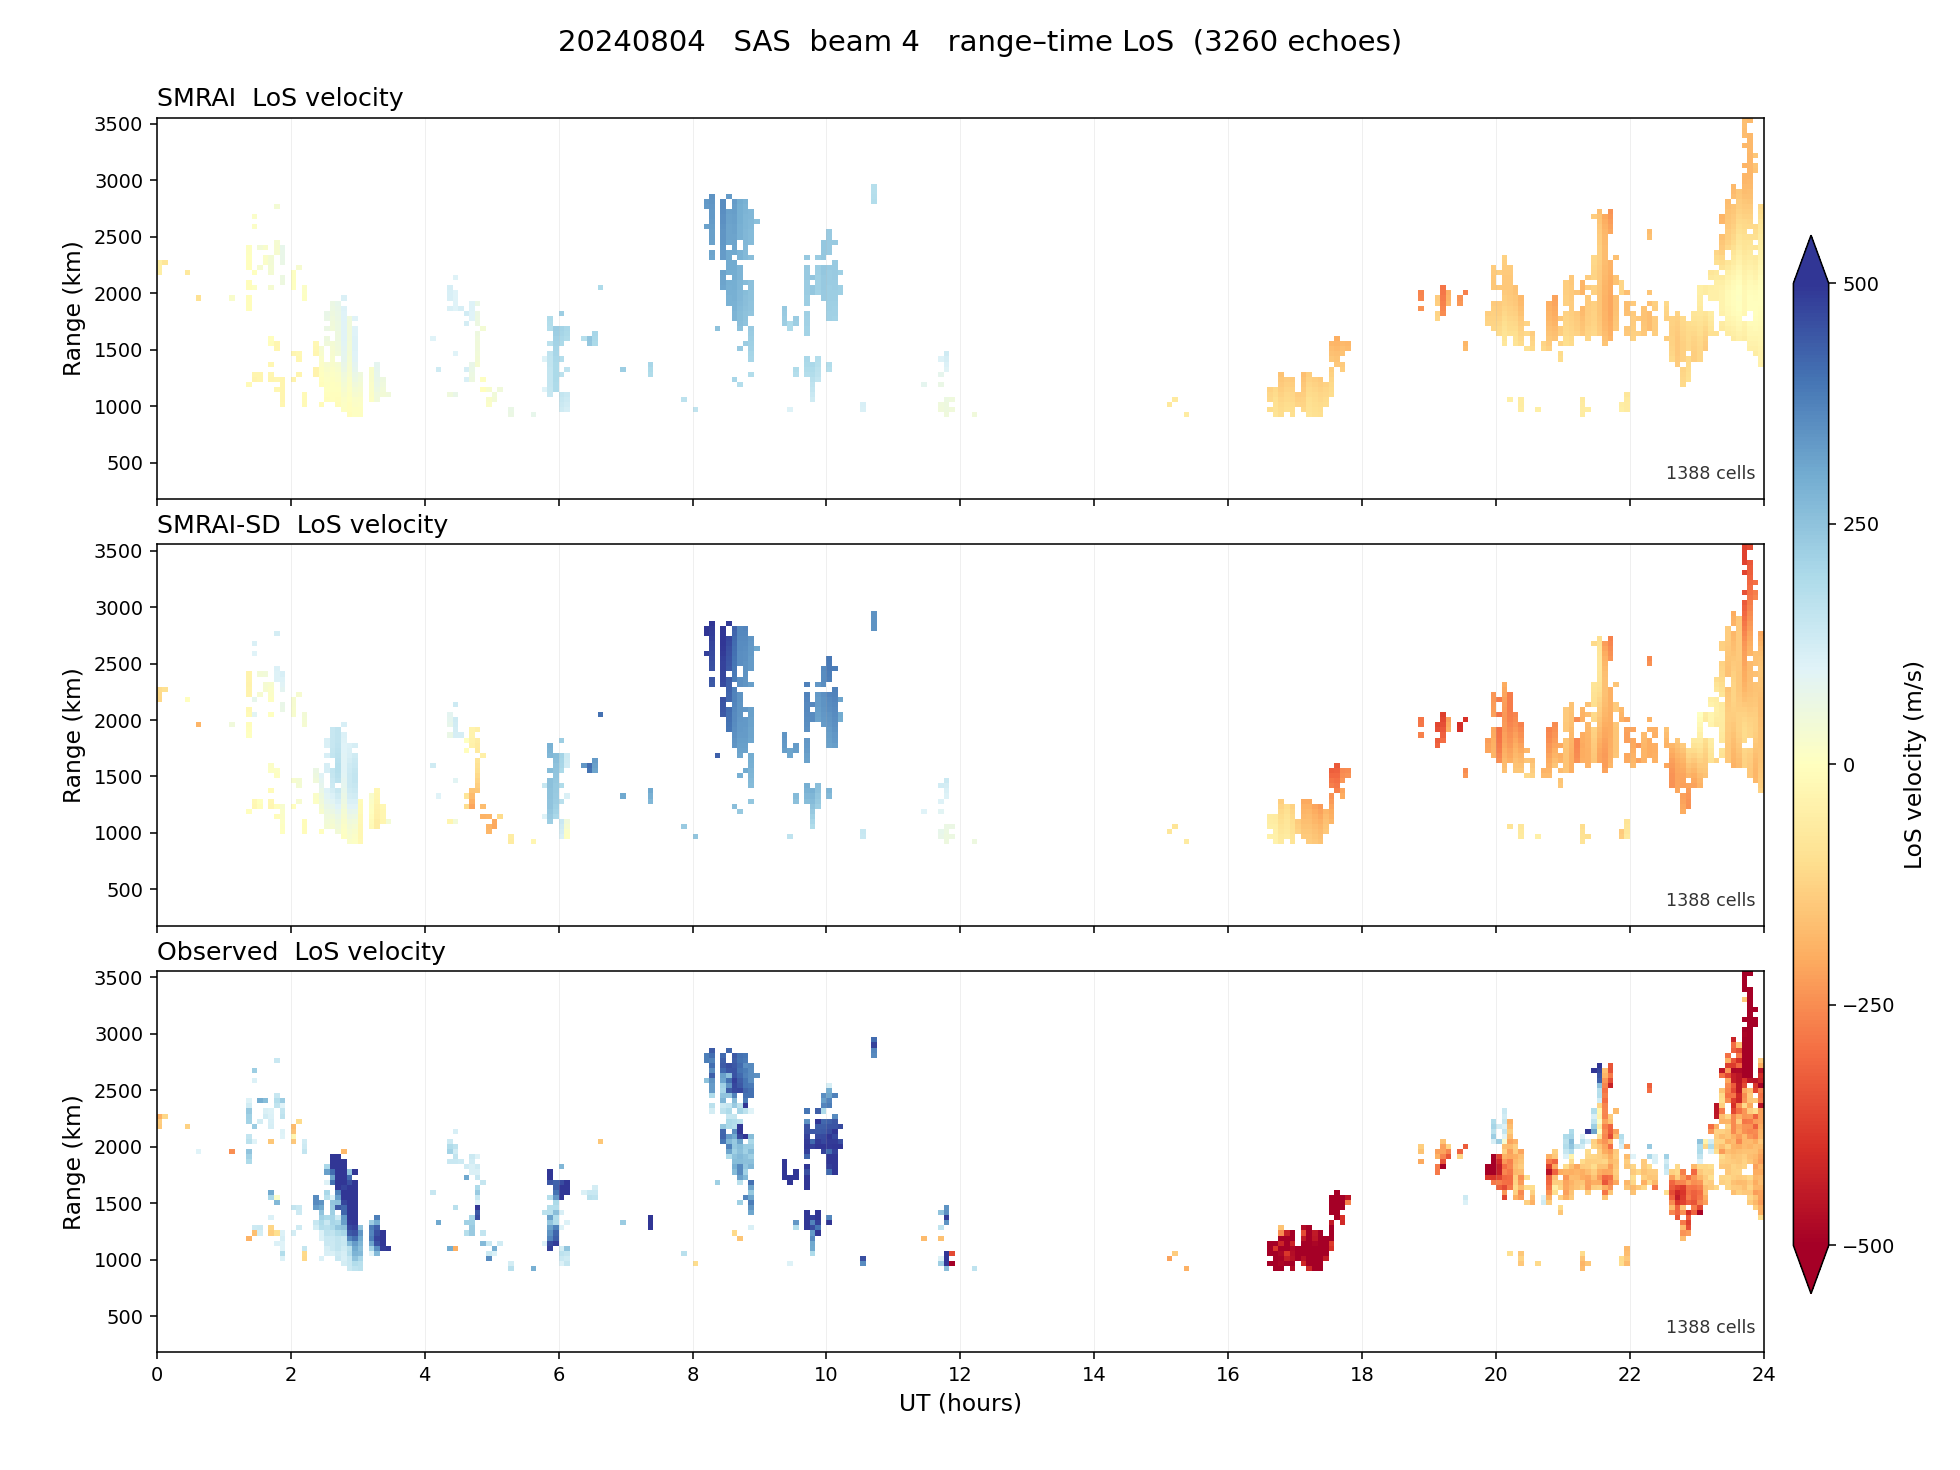 20240804   SAS  beam 4   range–time LoS  (3260 echoes)
SMRAI  LoS velocity
3500
3000
2500
2000
1500
1000
500
Range (km)
1388 cells
SMRAI-SD  LoS velocity
3500
3000
2500
2000
1500
1000
500
Range (km)
1388 cells
Observed  LoS velocity
3500
3000
2500
2000
1500
1000
500
Range (km)
1388 cells
0 2 4 6 8 10 12 14 16 18 20 22 24
UT (hours)
500
250
0
−250
−500
LoS velocity (m/s)